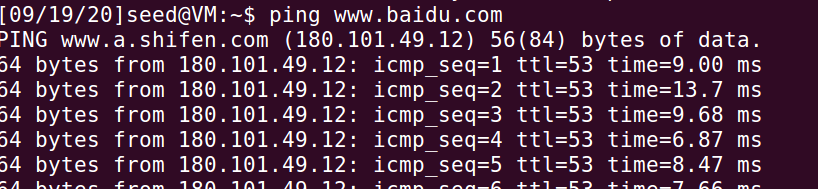 [09/19/20]seed@VM:~$ ping www.baidu.com
PING www.a.shifen.com (180.101.49.12) 56(84) bytes of data.
64 bytes from 180.101.49.12: icmp_seq=1 ttl=53 time=9.00 ms
64 bytes from 180.101.49.12: icmp_seq=2 ttl=53 time=13.7 ms
64 bytes from 180.101.49.12: icmp_seq=3 ttl=53 time=9.68 ms
64 bytes from 180.101.49.12: icmp_seq=4 ttl=53 time=6.87 ms
64 bytes from 180.101.49.12: icmp_seq=5 ttl=53 time=8.47 ms
64 bytes from 180.101.49.12: icmp_seq=6 ttl=53 time=7.66 ms